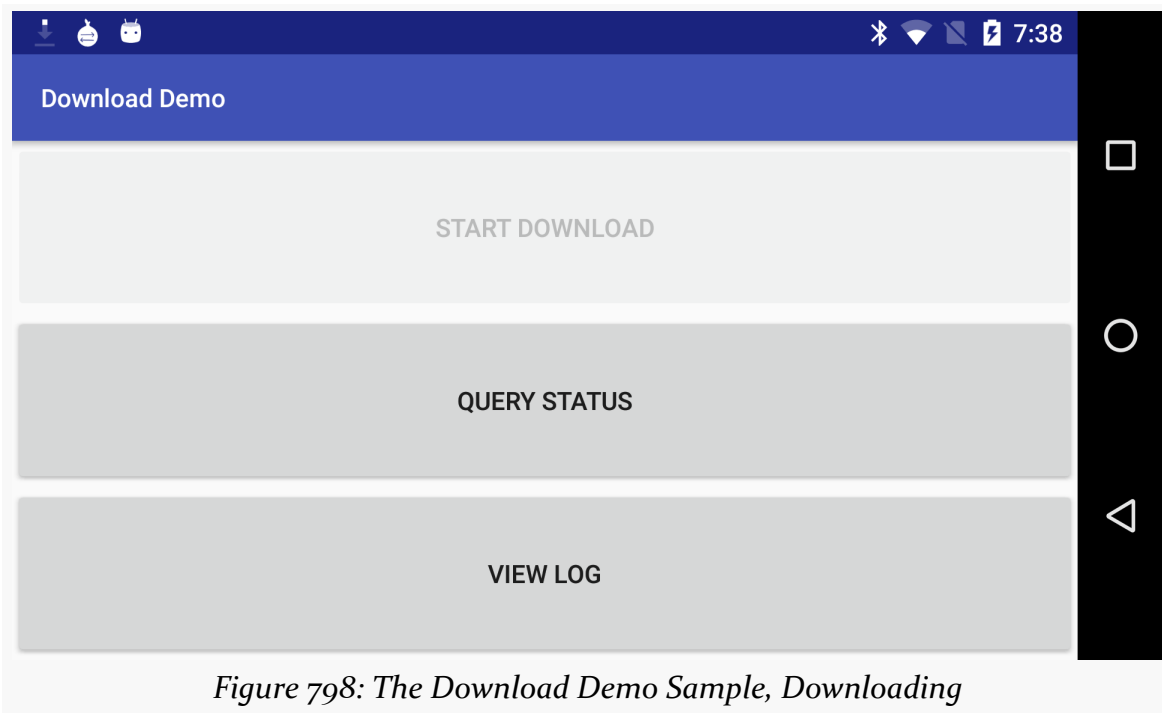 7:38
Download Demo
START DOWNLOAD
QUERY STATUS
VIEW LOG
Figure 798: The Download Demo Sample, Downloading